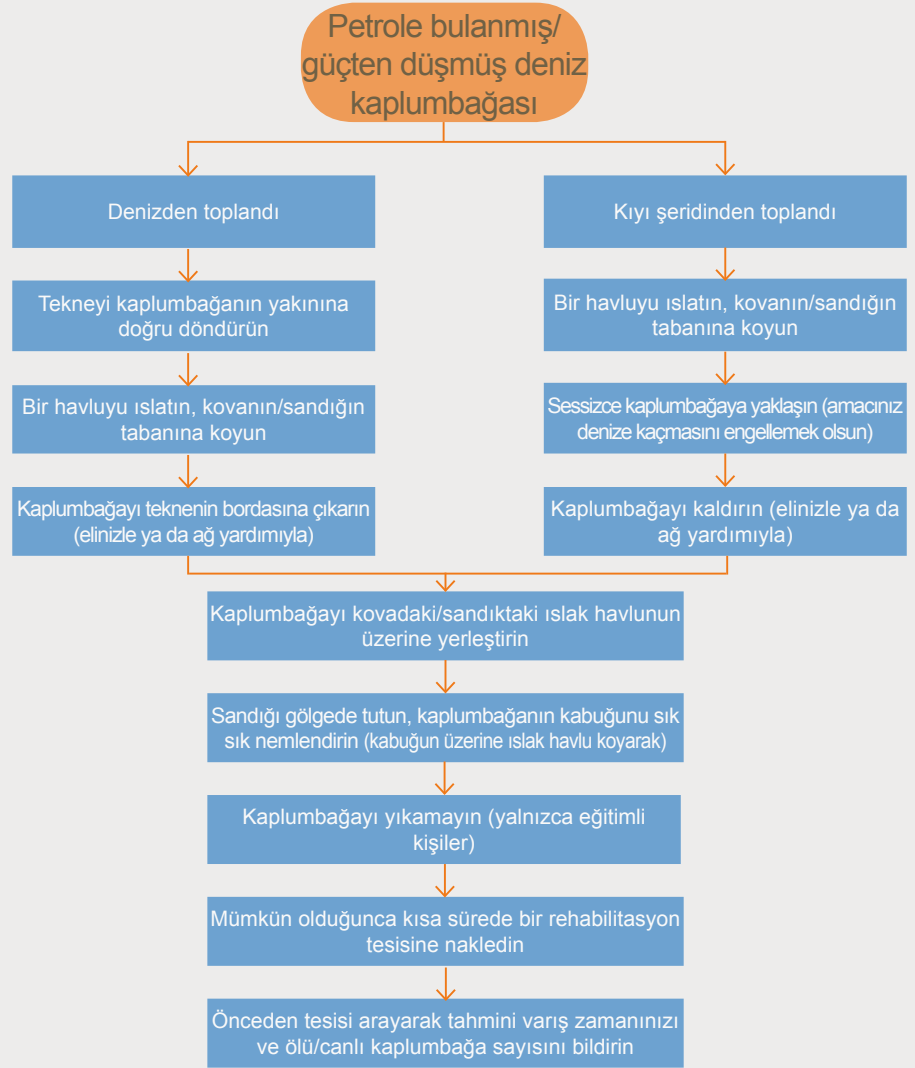 Petrole bulanmış/
güçten düşmüş deniz
kaplumbağası
Denizden toplandı
Tekneyi kaplumbağanın yakınına
doğru döndürün
Bir havluyu ıslatın, kovanın/sandığın
tabanına koyun
Kaplumbağayı teknenin bordasına çıkarın
(elinizle ya da ağ yardımıyla)
Kıyı şeridinden toplandı
Bir havluyu ıslatın, kovanın/sandığın
tabanına koyun
Sessizce kaplumbağaya yaklaşın (amacınız
denize kaçmasını engellemek olsun)
Kaplumbağayı kaldırın (elinizle ya da
ağ yardımıyla)
Kaplumbağayı kovadaki/sandıktaki ıslak havlunun
üzerine yerleştirin
Sandığı gölgede tutun, kaplumbağanın kabuğunu sık
sık nemlendirin (kabuğun üzerine ıslak havlu koyarak)
Kaplumbağayı yıkamayın (yalnızca eğitimli
kişiler)
Mümkün olduğunca kısa sürede bir rehabilitasyon
tesisine nakledin
Önceden tesisi arayarak tahmini varış zamanınızı
ve ölü/canlı kaplumbağa sayısını bildirin